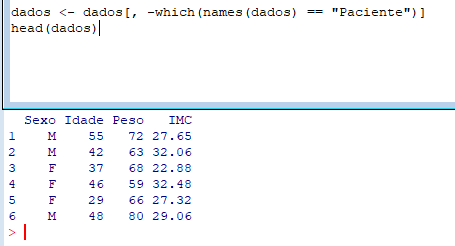 dados <- dados[, -which(names(dados) == "Paciente")]
head(dados)
  Sexo Idade Peso   IMC
1    M    55   72 27.65
2    M    42   63 32.06
3    F    37   68 22.88
4    F    46   59 32.48
5    F    29   66 27.32
6    M    48   80 29.06
>